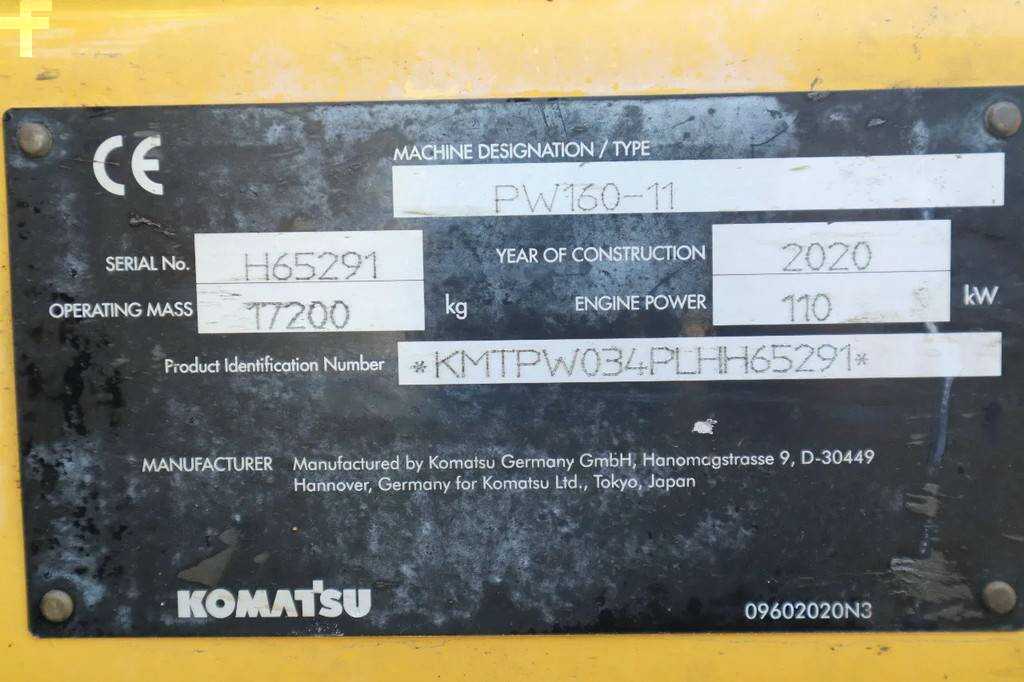 CE
MACHINE DESIGNATION / TYPE
PW160-11
SERIAL No. H65291 YEAR OF CONSTRUCTION 2020
OPERATING MASS 17200 kg ENGINE POWER 110 kW
Product Identification Number *KMTPW034PLHH65291*
MANUFACTURER Manufactured by Komatsu Germany GmbH, Hanomagstrasse 9, D-30449
Hannover, Germany for Komatsu Ltd., Tokyo, Japan
KOMATSU 09602020N3